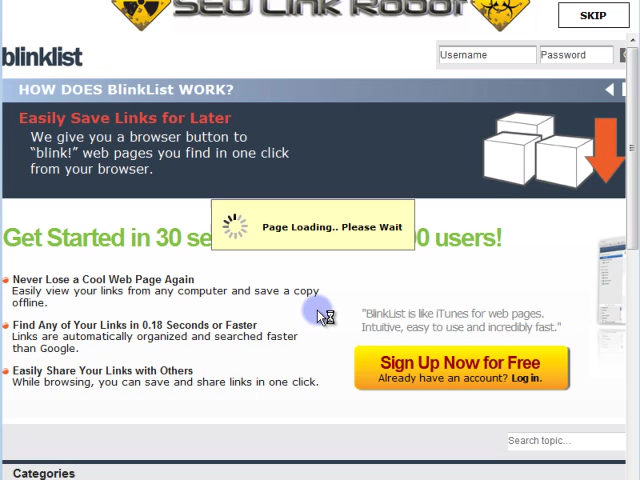 SEO Link Robot
SKIP
blinklist
Username
Password
HOW DOES BlinkList WORK?
Easily Save Links for Later
We give you a browser button to
"blink!" web pages you find in one click
from your browser.
Page Loading.. Please Wait
Get Started in 30 se 00 users!
Never Lose a Cool Web Page Again
Easily view your links from any computer and save a copy
offline.
Find Any of Your Links in 0.18 Seconds or Faster
Links are automatically organized and searched faster
than Google.
Easily Share Your Links with Others
While browsing, you can save and share links in one click.
"BlinkList is like iTunes for web pages.
Intuitive, easy to use and incredibly fast."
Sign Up Now for Free
Already have an account? Log in.
Search topic...
Categories